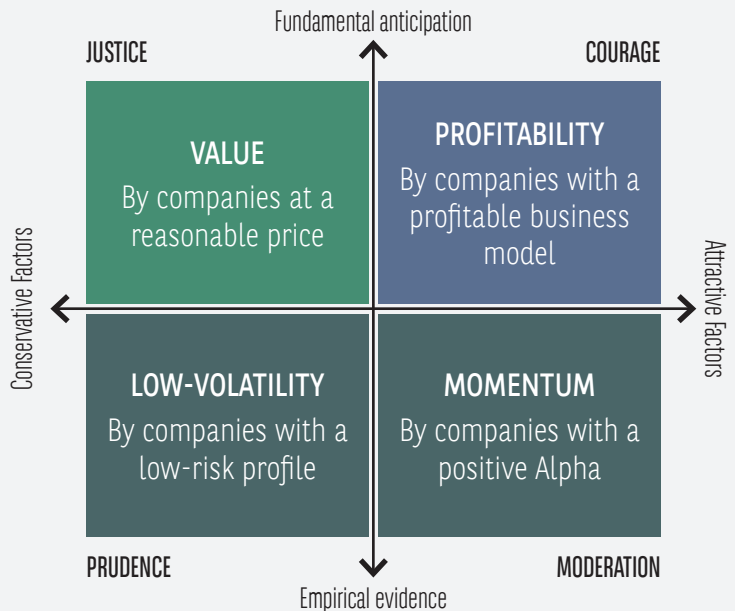 Fundamental anticipation
JUSTICE
COURAGE
VALUE
By companies at a
reasonable price
PROFITABILITY
By companies with a
profitable business
model
Conservative Factors
Attractive Factors
LOW-VOLATILITY
By companies with a
low-risk profile
MOMENTUM
By companies with a
positive Alpha
PRUDENCE
MODERATION
Empirical evidence